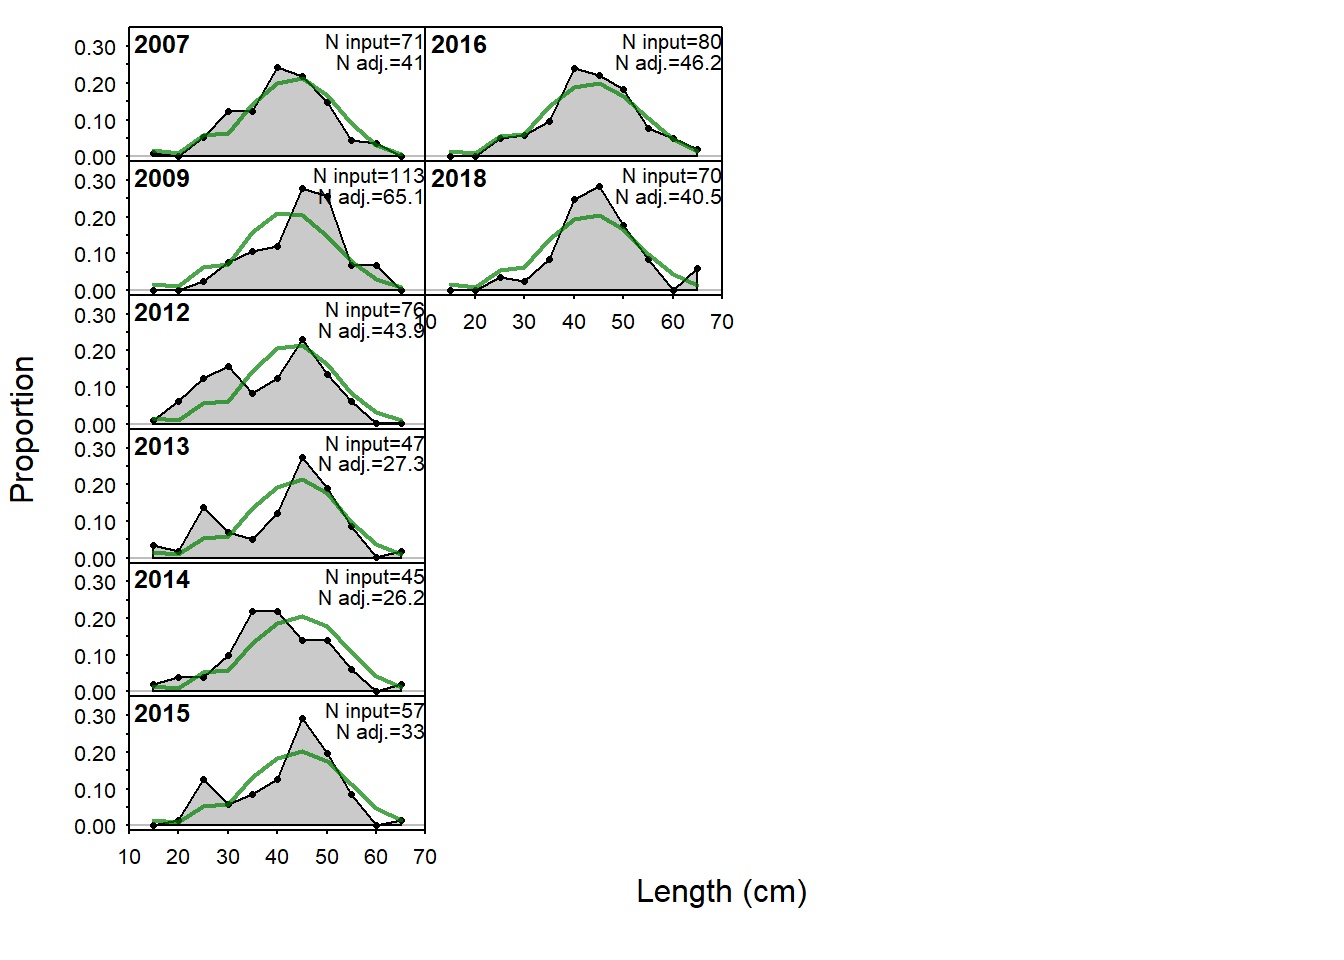 Proportion
2007
N input=71
N adj.=41
0.30
0.20
0.10
0.00
2009
N input=113
N adj.=65.1
0.30
0.20
0.10
0.00
2012
N input=76
N adj.=43.9
0.30
0.20
0.10
0.00
2013
N input=47
N adj.=27.3
0.30
0.20
0.10
0.00
2014
N input=45
N adj.=26.2
0.30
0.20
0.10
0.00
2015
N input=57
N adj.=33
0.30
0.20
0.10
0.00
10 20 30 40 50 60 70
2016
N input=80
N adj.=46.2
2018
N input=70
N adj.=40.5
10 20 30 40 50 60 70
Length (cm)